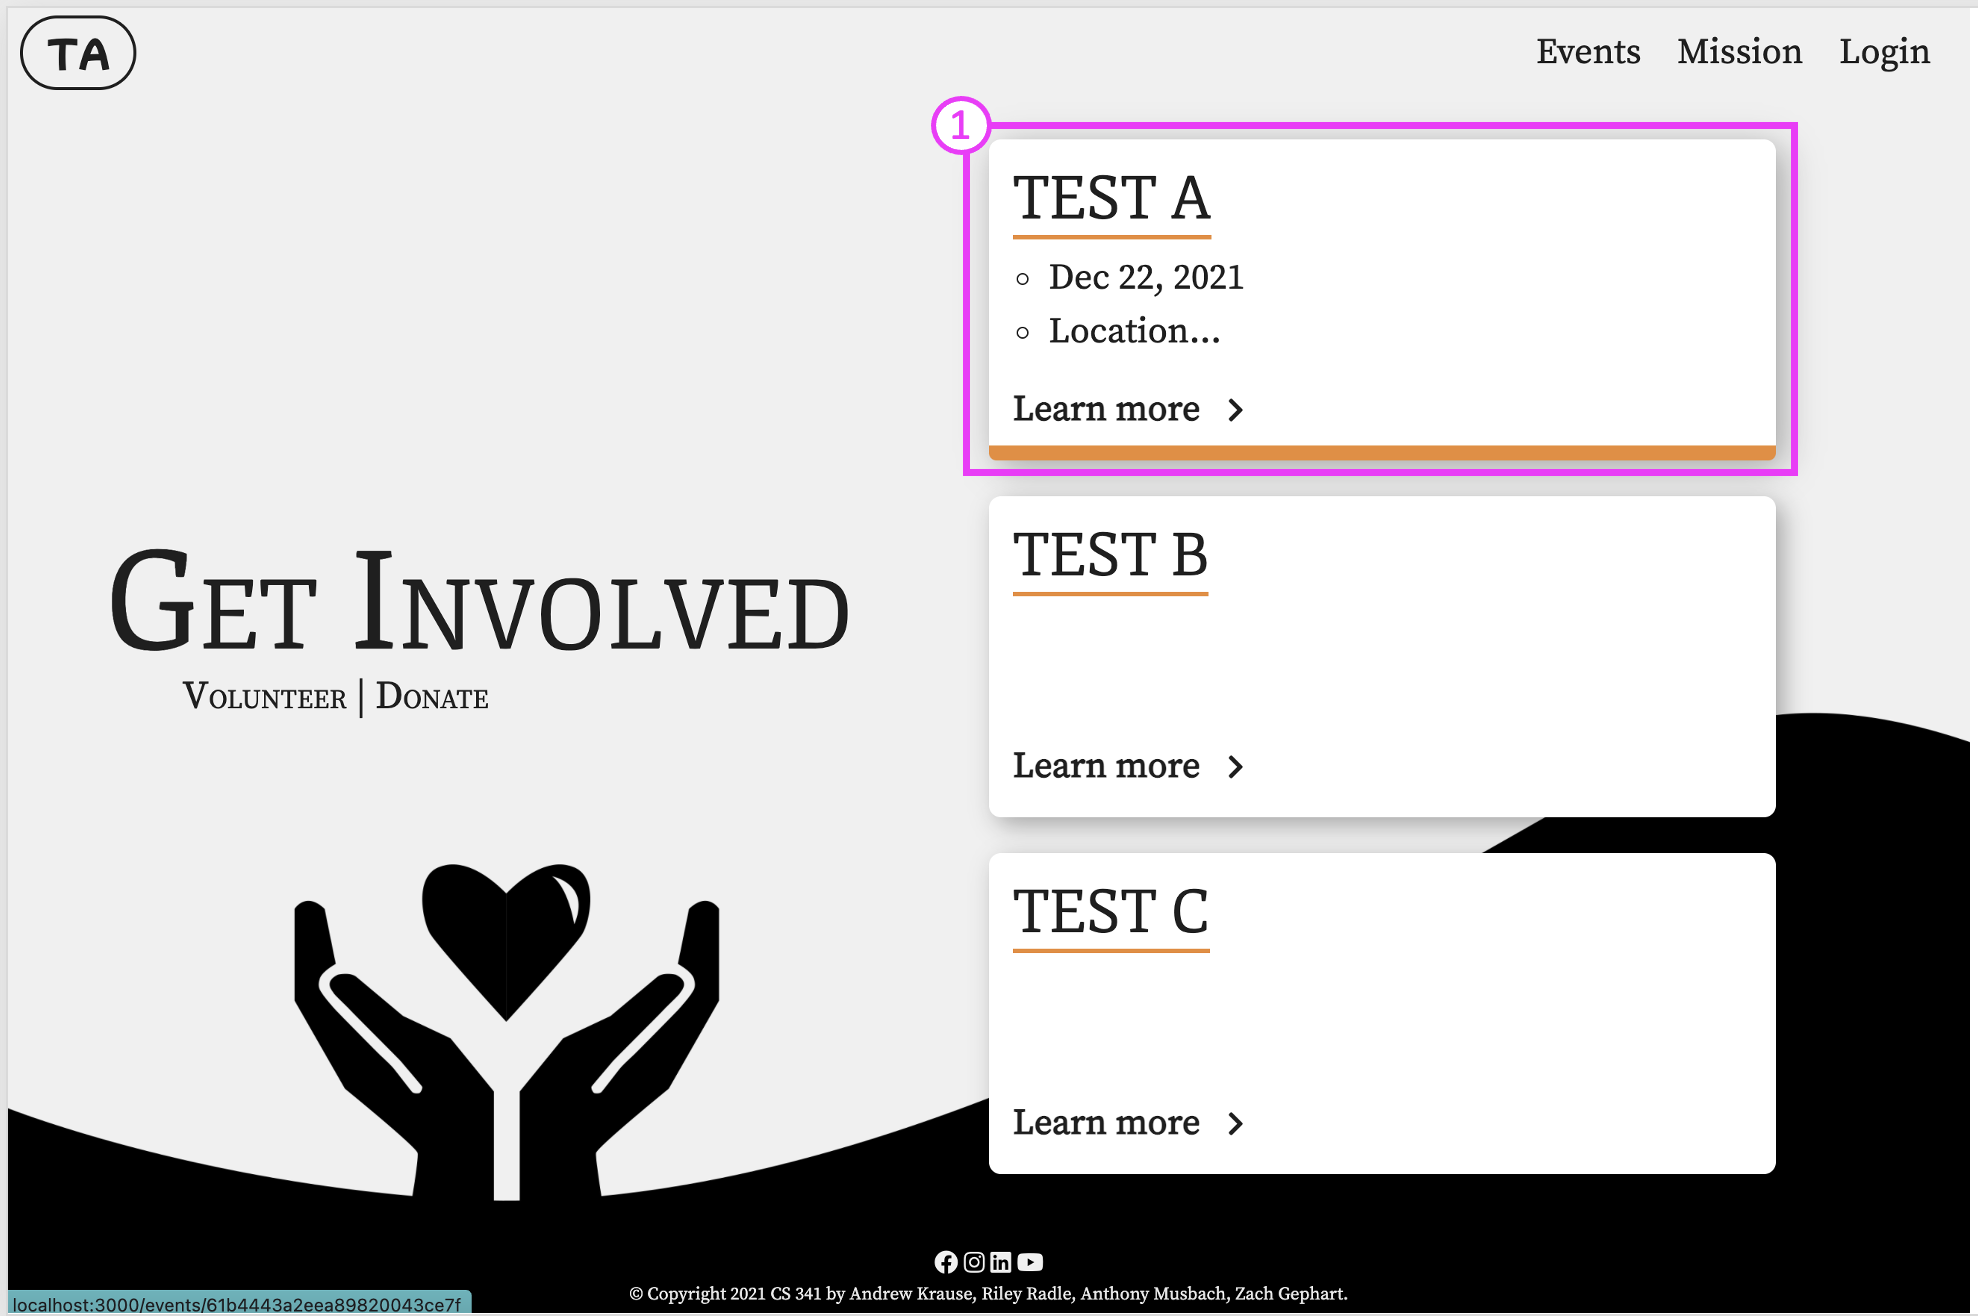 TA
Events Mission Login
1
TEST A
Dec 22, 2021
Location...
Learn more
TEST B
Learn more
Get Involved
Volunteer | Donate
TEST C
Learn more
© Copyright 2021 CS 341 by Andrew Krause, Riley Radle, Anthony Musbach, Zach Gephart.
localhost:3000/events/61b4443a2eea89820043ce7f